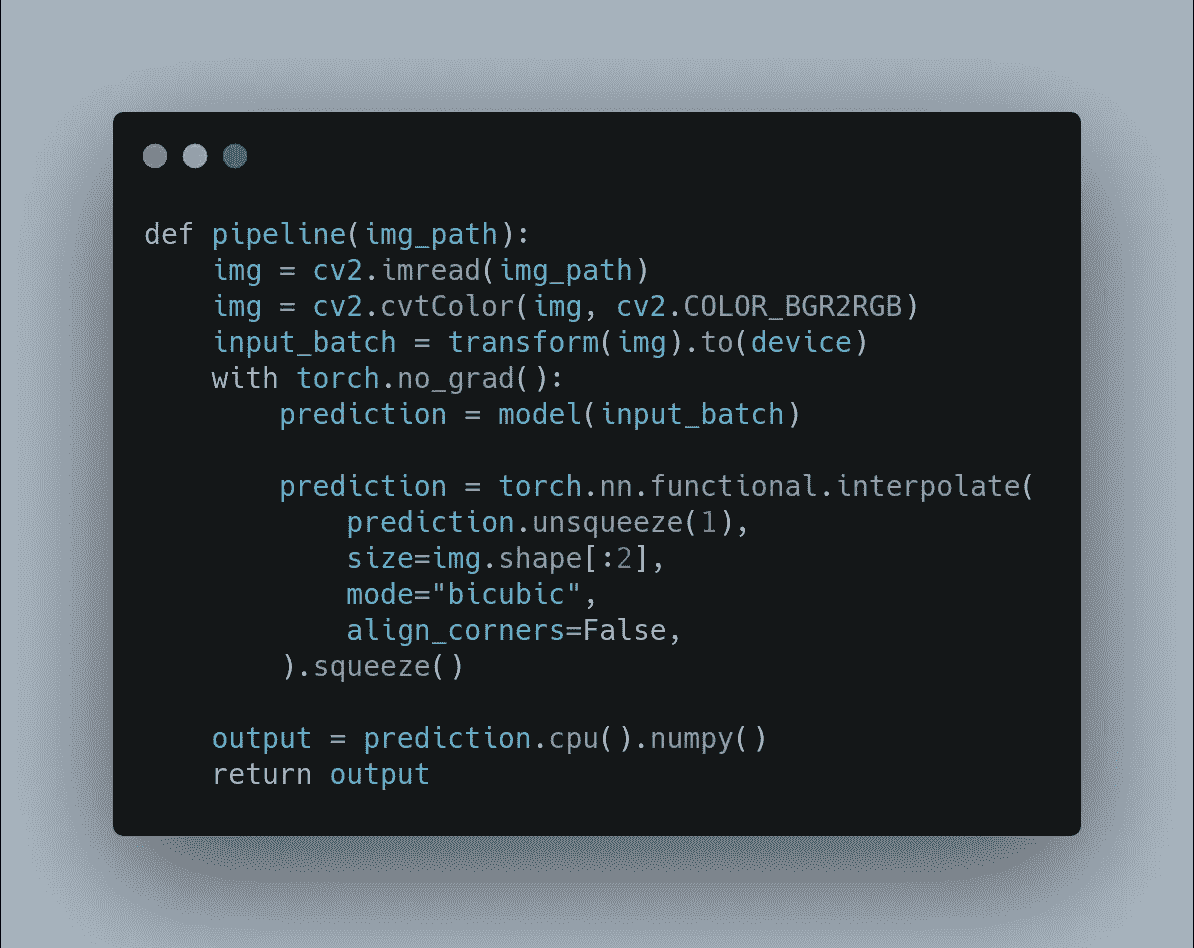 def pipeline(img_path):
    img = cv2.imread(img_path)
    img = cv2.cvtColor(img, cv2.COLOR_BGR2RGB)
    input_batch = transform(img).to(device)
    with torch.no_grad():
        prediction = model(input_batch)

        prediction = torch.nn.functional.interpolate(
            prediction.unsqueeze(1),
            size=img.shape[:2],
            mode="bicubic",
            align_corners=False,
        ).squeeze()

    output = prediction.cpu().numpy()
    return output